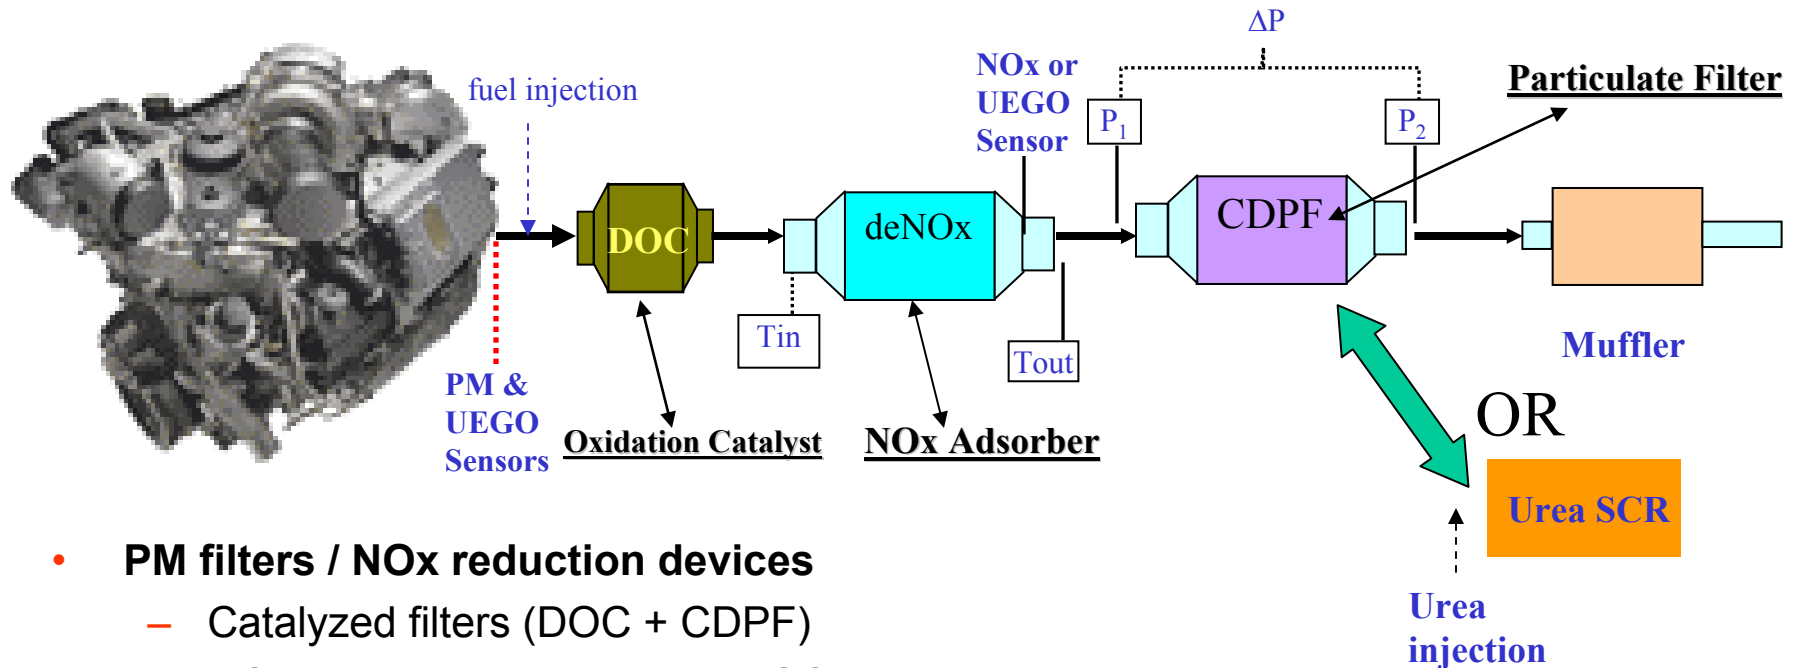 ΔP
NOx or
UEGO
Sensor
Particulate Filter
fuel injection
P1
P2
DOC
deNOx
CDPF
Tin
Tout
Muffler
PM &
UEGO
Sensors
Oxidation Catalyst
NOx Adsorber
OR
Urea SCR
Urea
injection
• PM filters / NOx reduction devices
– Catalyzed filters (DOC + CDPF)